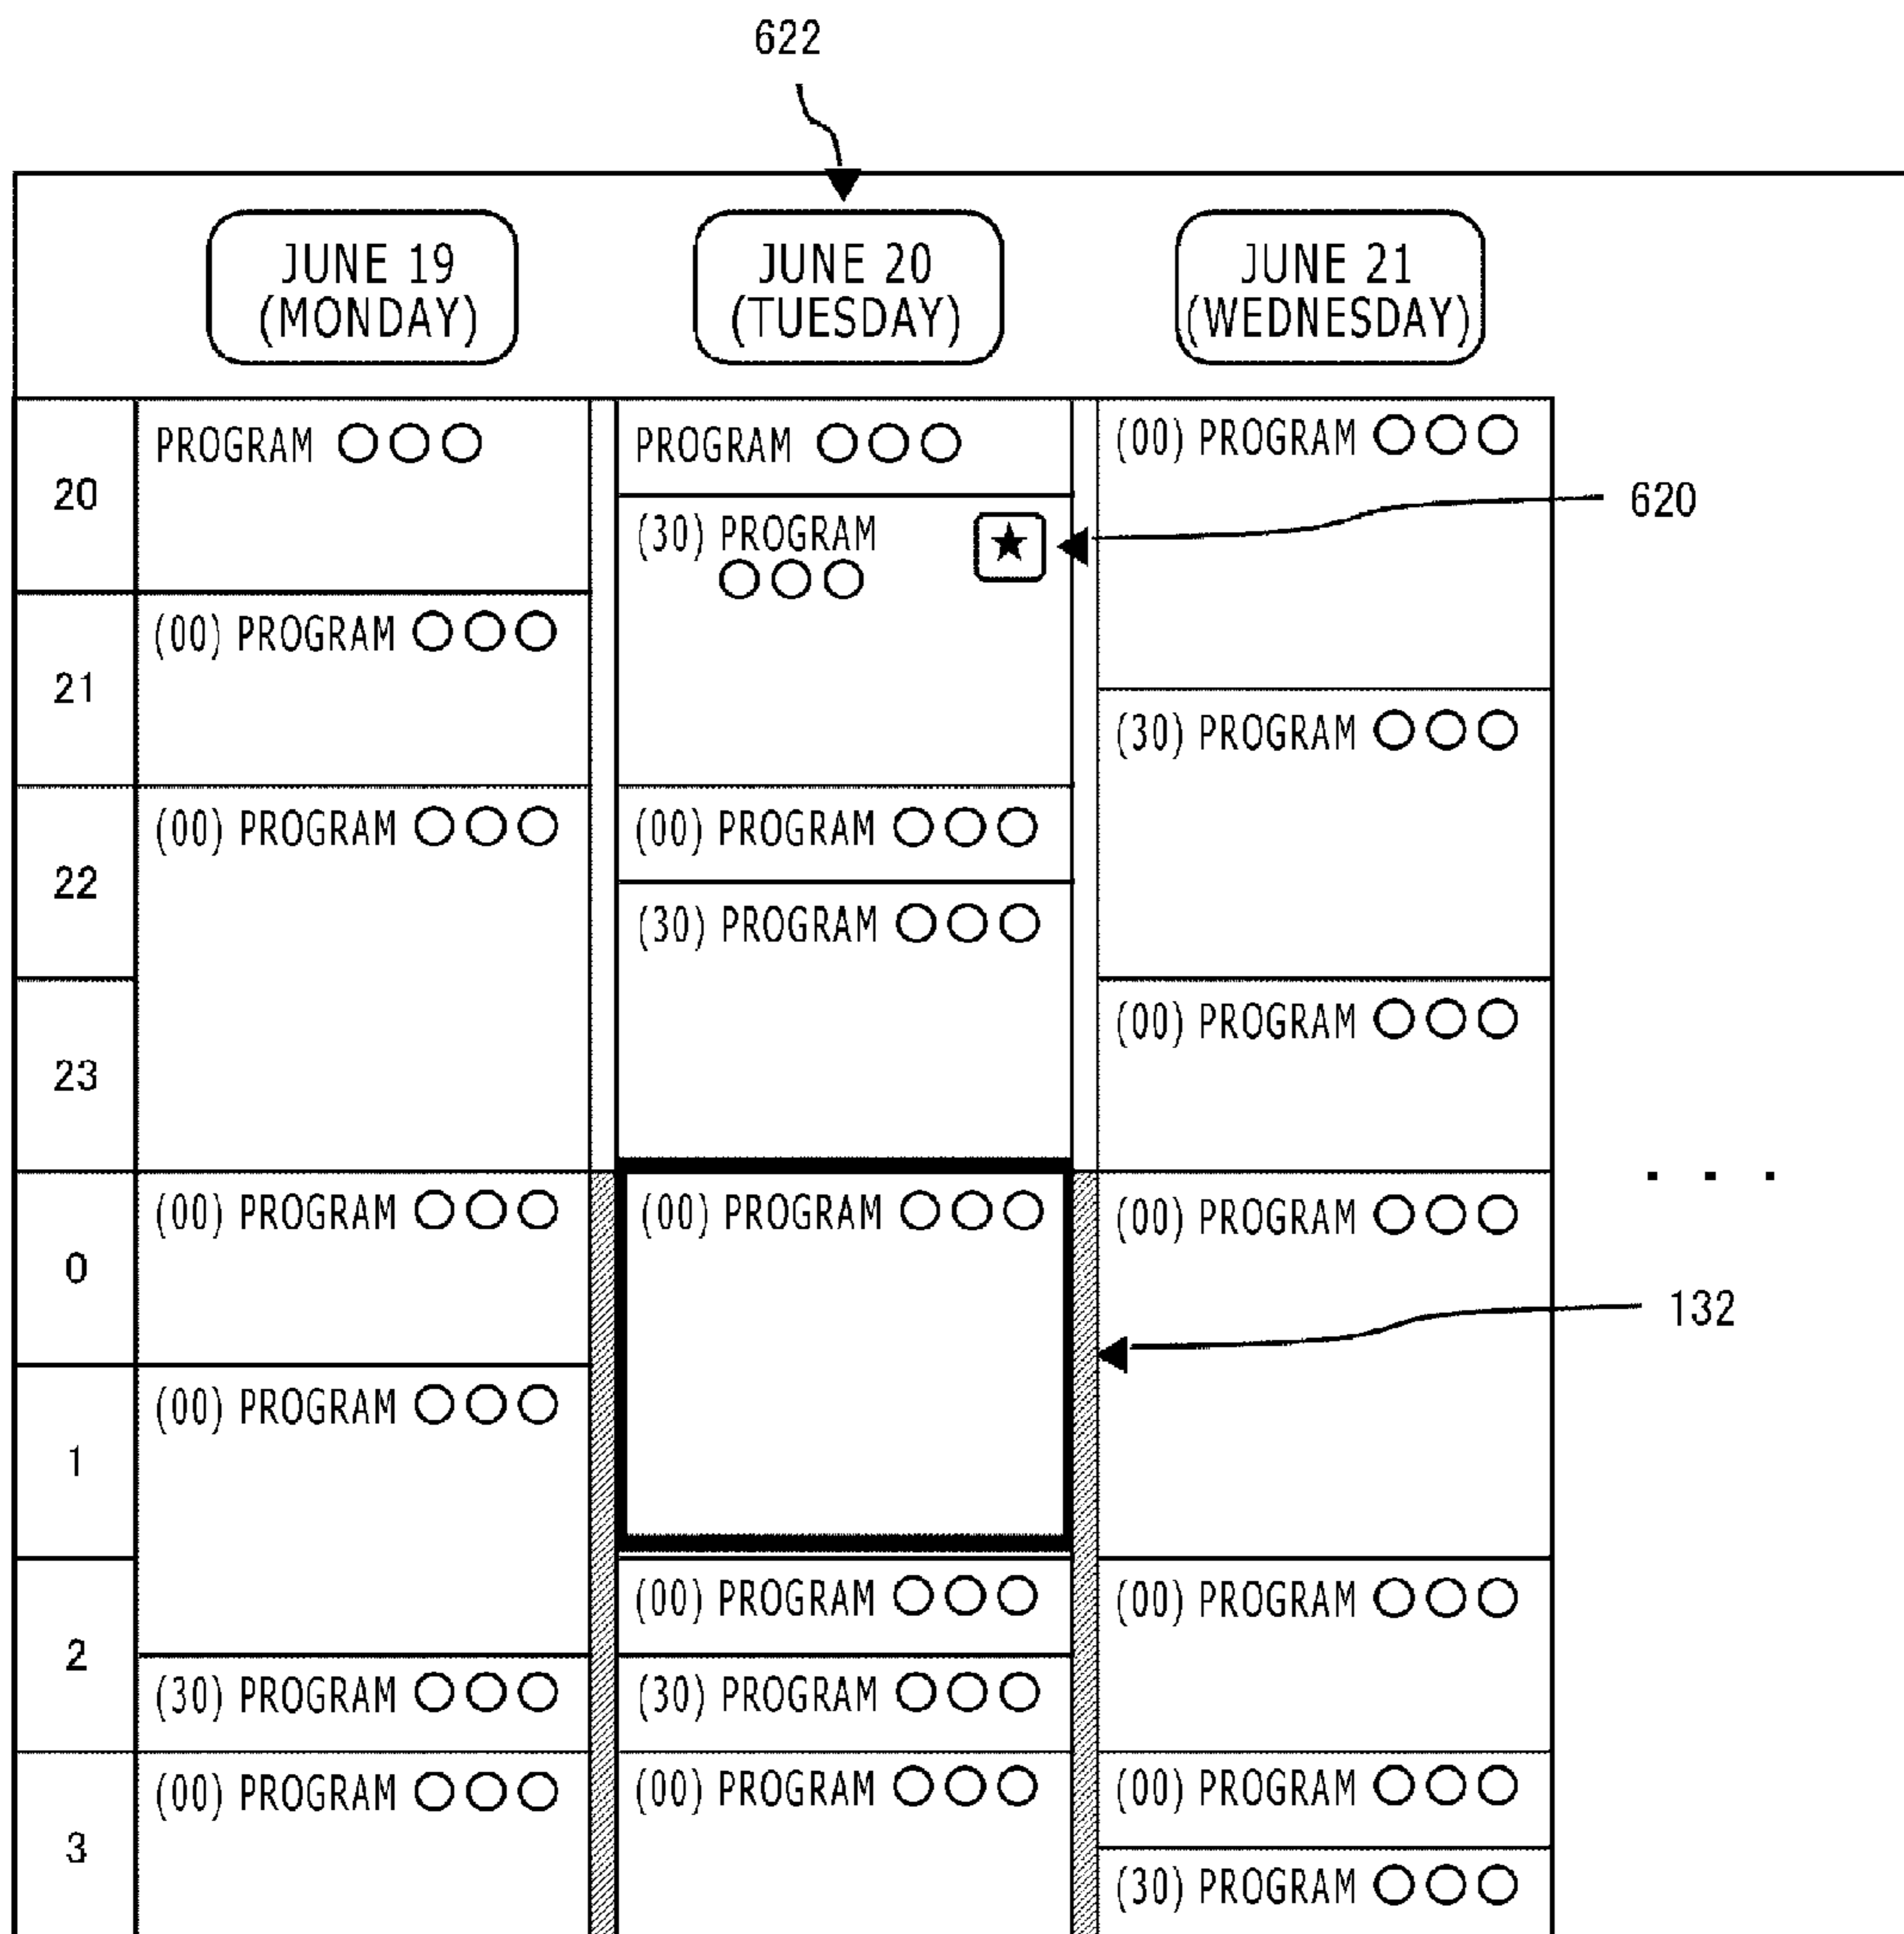 622
JUNE 19
(MONDAY)
JUNE 20
(TUESDAY)
JUNE 21
(WEDNESDAY)
20
PROGRAM ○○○
PROGRAM ○○○
(00) PROGRAM ○○○
(30) PROGRAM
○○○
★
620
21
(00) PROGRAM ○○○
(30) PROGRAM ○○○
22
(00) PROGRAM ○○○
(00) PROGRAM ○○○
(30) PROGRAM ○○○
23
(00) PROGRAM ○○○
0
(00) PROGRAM ○○○
(00) PROGRAM ○○○
(00) PROGRAM ○○○
. . .
132
1
(00) PROGRAM ○○○
2
(00) PROGRAM ○○○
(00) PROGRAM ○○○
(30) PROGRAM ○○○
(30) PROGRAM ○○○
3
(00) PROGRAM ○○○
(00) PROGRAM ○○○
(00) PROGRAM ○○○
(30) PROGRAM ○○○